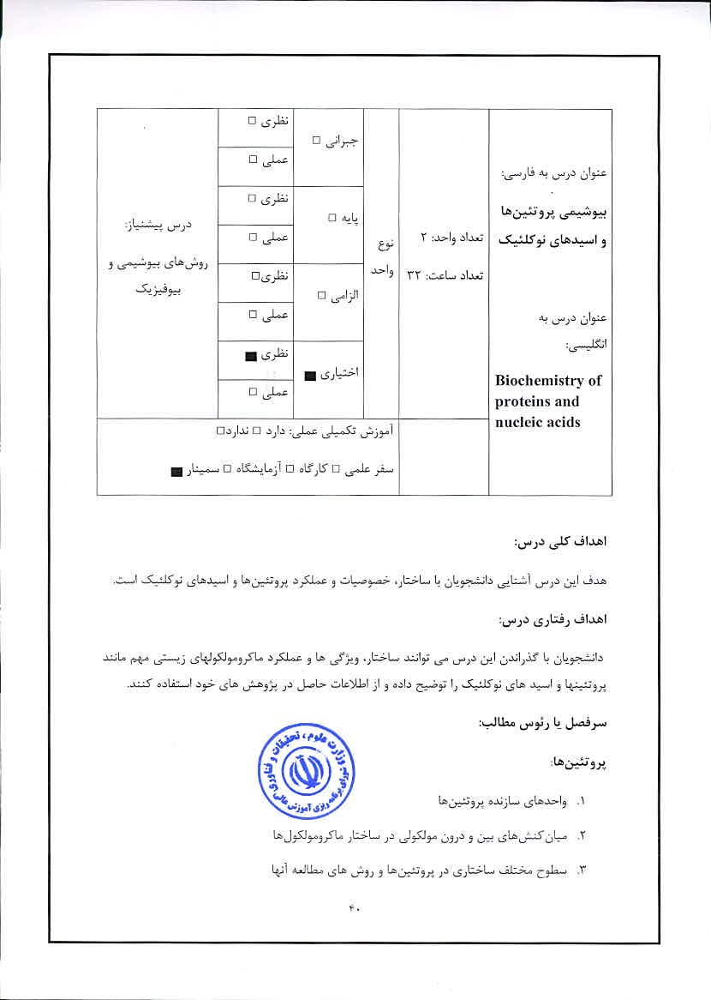 عنوان درس به فارسی:
بیوشیمی پروتئین‌ها
و اسیدهای نوکلئیک
عنوان درس به
انگلیسی:
Biochemistry of
proteins and
nucleic acids
تعداد واحد: ۲
تعداد ساعت: ۳۲
نوع
واحد
جبرانی □
نظری □
عملی □
پایه □
نظری □
عملی □
الزامی □
نظری□
عملی □
اختیاری ■
نظری ■
عملی □
درس پیشنیاز:
روش‌های بیوشیمی و
بیوفیزیک
آموزش تکمیلی عملی: دارد □ ندارد□
سفر علمی □ کارگاه □ آزمایشگاه □ سمینار ■
اهداف کلی درس:
هدف این درس آشنایی دانشجویان با ساختار، خصوصیات و عملکرد پروتئین‌ها و اسیدهای نوکلئیک است.
اهداف رفتاری درس:
دانشجویان با گذراندن این درس می توانند ساختار، ویژگی ها و عملکرد ماکرومولکولهای زیستی مهم مانند
پروتئینها و اسید های نوکلئیک را توضیح داده و از اطلاعات حاصل در پژوهش های خود استفاده کنند.
سرفصل یا رئوس مطالب:
پروتئین‌ها:
وزارت علوم، تحقیقات و فناوری
شورای برنامه ریزی آموزش عالی
۱. واحدهای سازنده پروتئین‌ها
۲. میان‌کنش‌های بین و درون مولکولی در ساختار ماکرومولکول‌ها
۳. سطوح مختلف ساختاری در پروتئین‌ها و روش های مطالعه آنها
۴۰